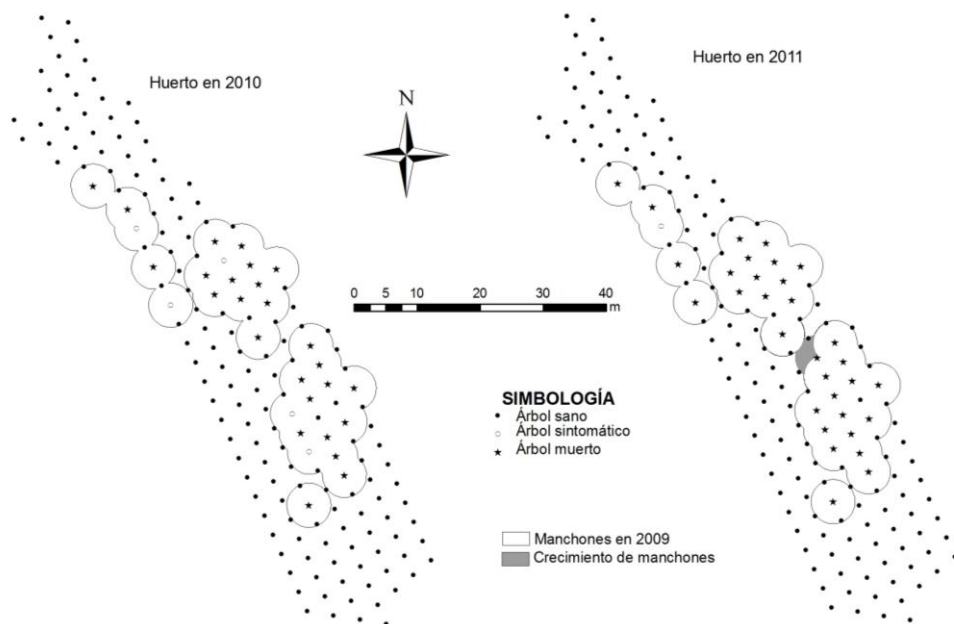 Huerto en 2010
Huerto en 2011
N
0 5 10 20 30 40
m
SIMBOLOGÍA
Árbol sano
Árbol sintomático
Árbol muerto
Manchones en 2009
Crecimiento de manchones